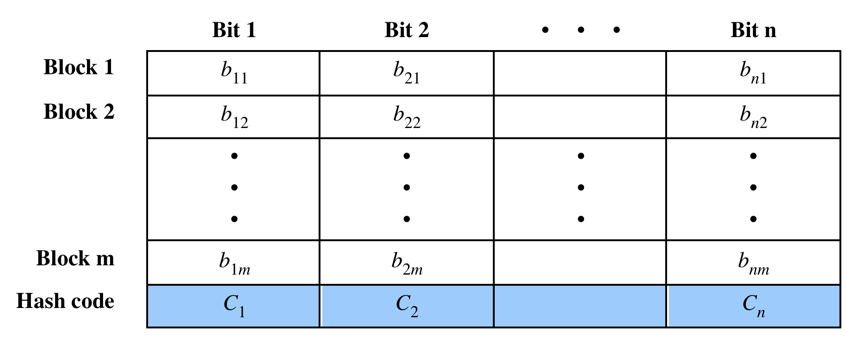 Bit 1 Bit 2 • • • Bit n
Block 1 b11 b21 bn1
Block 2 b12 b22 bn2
• • • •
• • • •
• • • •
Block m b1m b2m bnm
Hash code C1 C2 Cn